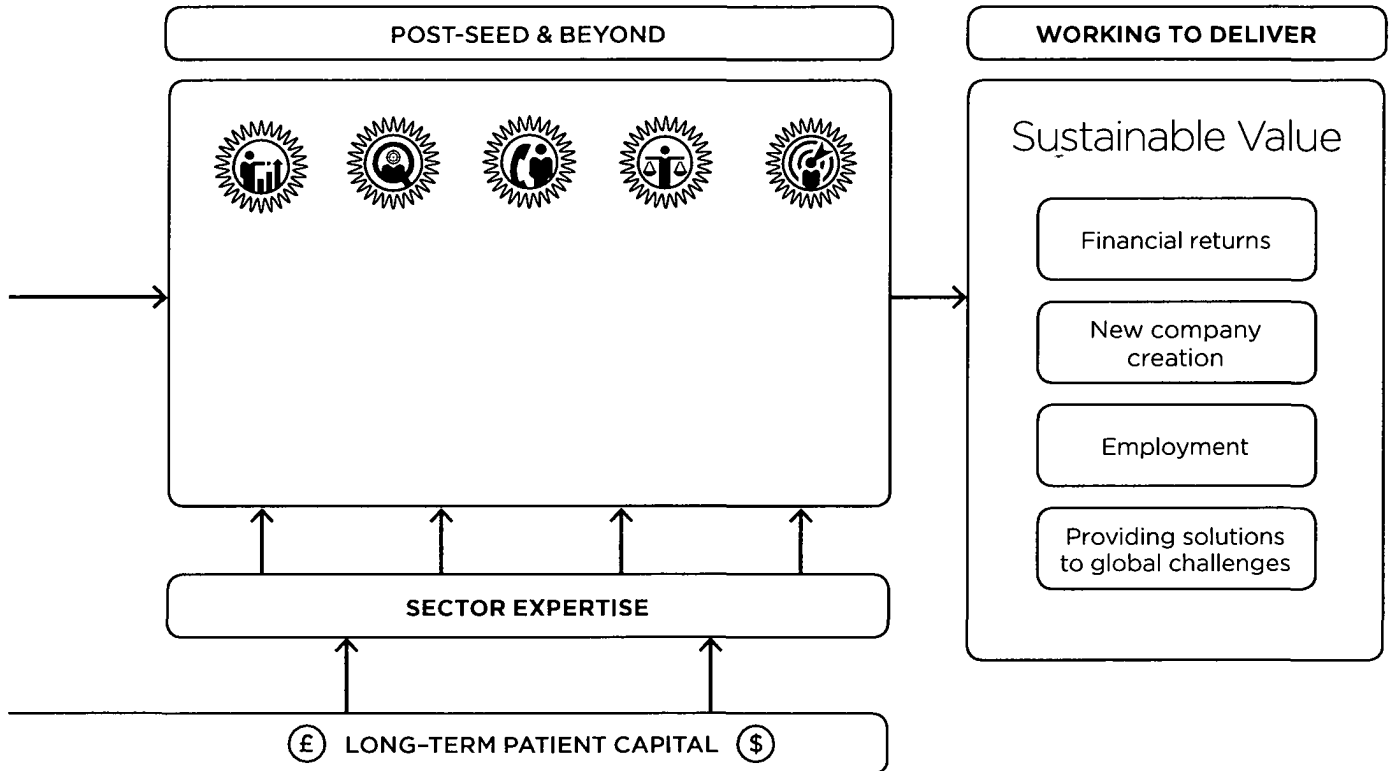 POST-SEED & BEYOND
WORKING TO DELIVER
Sustainable Value
Financial returns
New company
creation
Employment
Providing solutions
to global challenges
SECTOR EXPERTISE
£ LONG-TERM PATIENT CAPITAL $